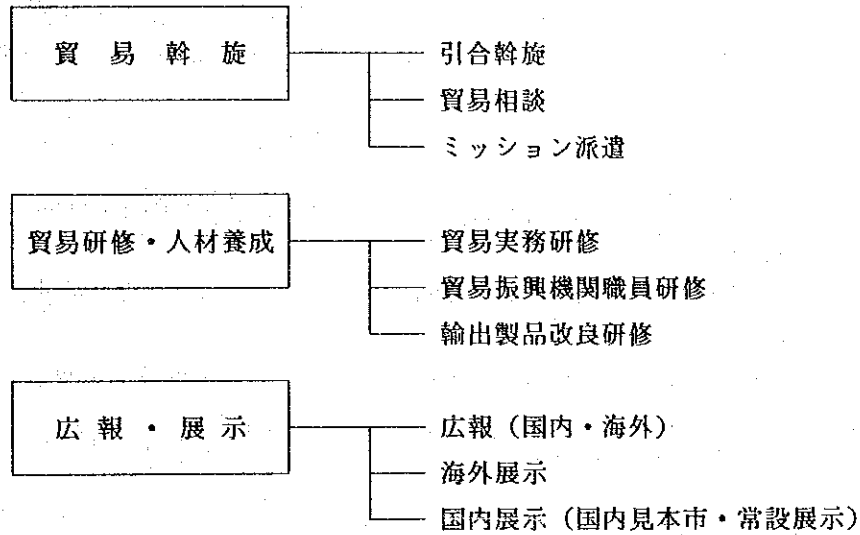 貿易斡旋
引合斡旋
貿易相談
ミッション派遣
貿易研修・人材養成
貿易実務研修
貿易振興機関職員研修
輸出製品改良研修
広報・展示
広報（国内・海外）
海外展示
国内展示（国内見本市・常設展示）